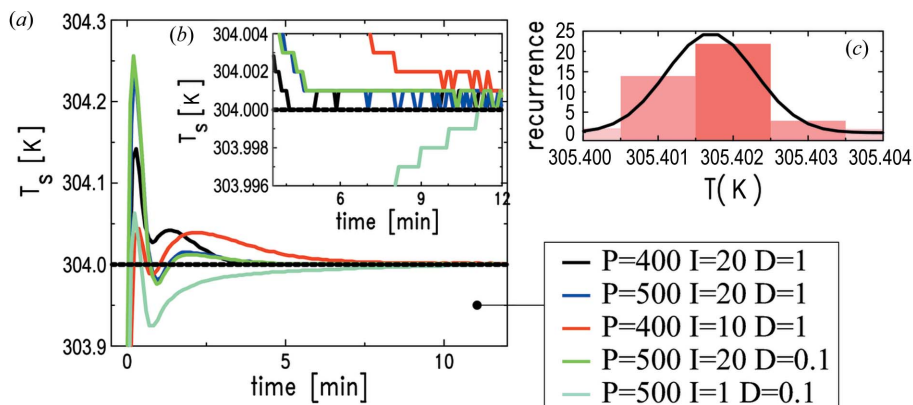 (a)
304.3
304.2
304.1
304.0
303.9
T_s [K]
0
5
10
time [min]
(b)
304.004
304.002
304.000
303.998
303.996
T_s [K]
6
9
12
time [min]
(c)
25
20
15
10
5
0
recurrence
305.400
305.401
305.402
305.403
305.404
T(K)
P=400 I=20 D=1
P=500 I=20 D=1
P=400 I=10 D=1
P=500 I=20 D=0.1
P=500 I=1 D=0.1